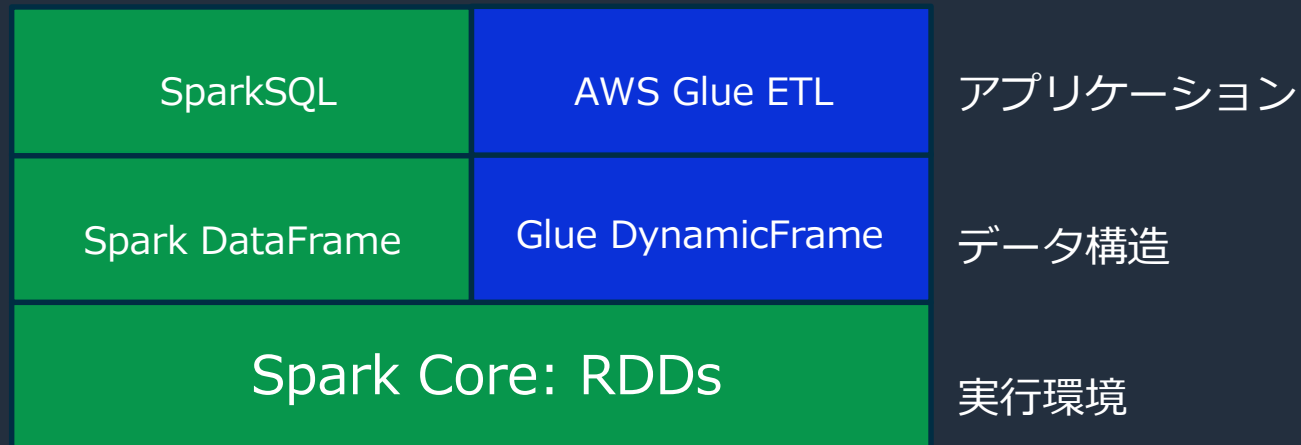 SparkSQL
AWS Glue ETL
アプリケーション
Spark DataFrame
Glue DynamicFrame
データ構造
Spark Core: RDDs
実行環境